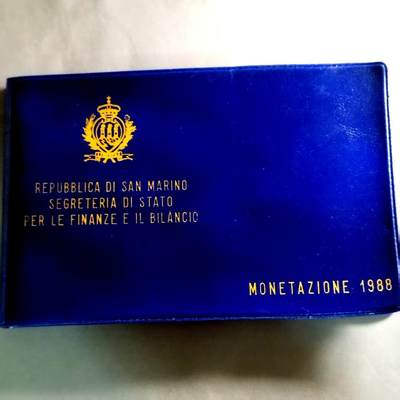 REPUBBLICA DI SAN MARINO
SEGRETERIA DI STATO
PER LE FINANZE E IL BILANCIO
MONETAZIONE 1988